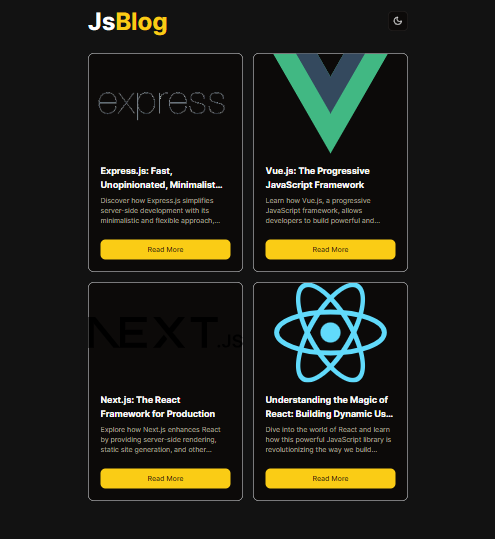 JsBlog
express
Express.js: Fast,
Unopinionated, Minimalist...
Discover how Express.js simplifies
server-side development with its
minimalistic and flexible approach,...
Read More
Vue.js: The Progressive
JavaScript Framework
Learn how Vue.js, a progressive
JavaScript framework, allows
developers to build powerful and...
Read More
NEXT.JS
Next.js: The React
Framework for Production
Explore how Next.js enhances React
by providing server-side rendering,
static site generation, and other...
Read More
Understanding the Magic of
React: Building Dynamic Us...
Dive into the world of React and learn
how this powerful JavaScript library is
revolutionizing the way we build...
Read More